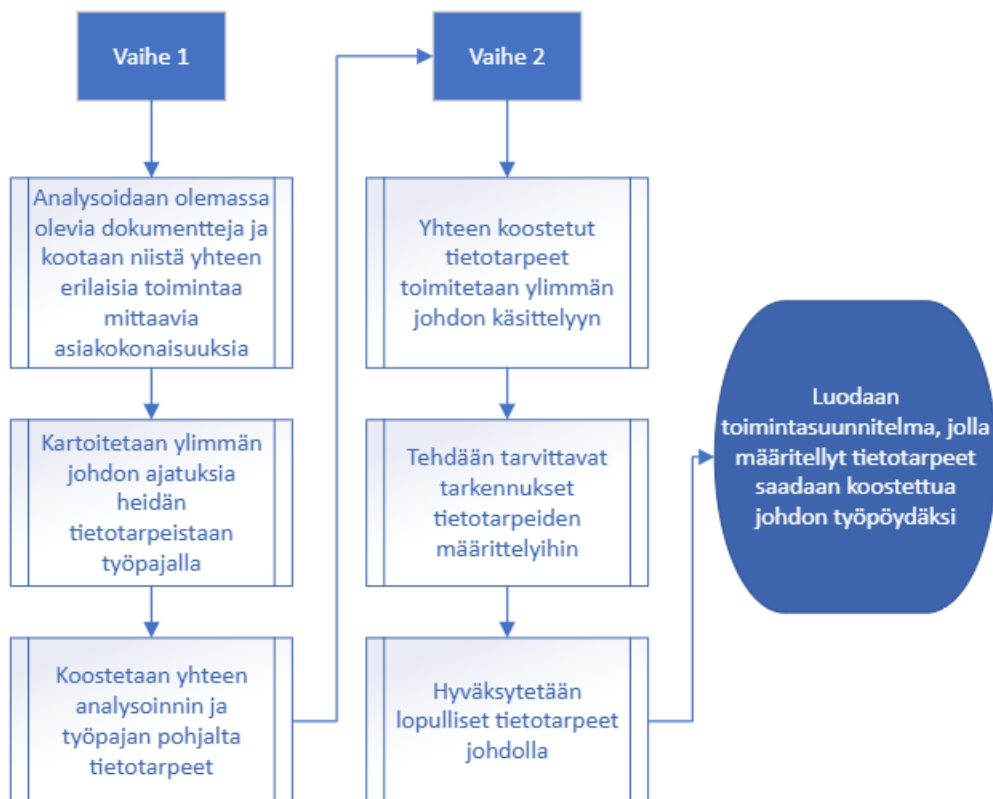 Vaihe 1
Analysoidaan olemassa
olevia dokumentteja ja
kootaan niistä yhteen
erilaisia toimintaa
mittaavia
asiakokonaisuuksia
Kartoitetaan ylimmän
johdon ajatuksia
heidän
tietotarpeistaan
työpajalla
Koostetaan yhteen
analysoinnin ja
työpajan pohjalta
tietotarpeet
Vaihe 2
Yhteen koostetut
tietotarpeet
toimitetaan ylimmän
johdon käsittelyyn
Tehdään tarvittavat
tarkennukset
tietotarpeiden
määrittelyihin
Hyväksytetään
lopulliset tietotarpeet
johdolla
Luodaan
toimintasuunnitelma, jolla
määritellyt tietotarpeet
saadaan koostettua
johdon työpöydäksi